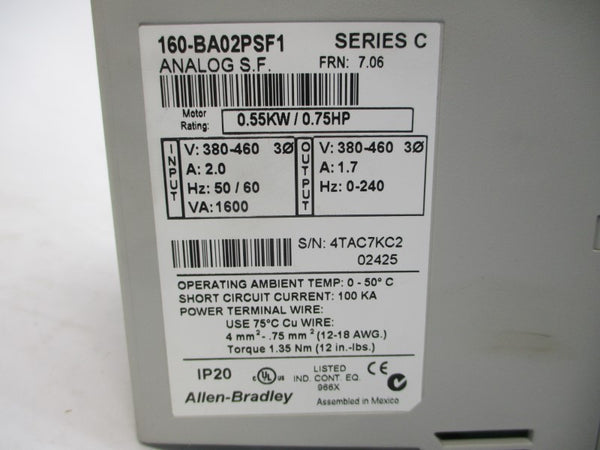 160-BA02PSF1 SERIES C
ANALOG S.F. FRN: 7.06
Motor Rating: 0.55KW / 0.75HP
INPUT
V: 380-460 3Ø
A: 2.0
Hz: 50 / 60
VA: 1600
OUTPUT
V: 380-460 3Ø
A: 1.7
Hz: 0-240
S/N: 4TAC7KC2
02425
OPERATING AMBIENT TEMP: 0 - 50° C
SHORT CIRCUIT CURRENT: 100 KA
POWER TERMINAL WIRE:
USE 75°C Cu WIRE:
4 mm² - .75 mm² (12-18 AWG.)
Torque 1.35 Nm (12 in.-lbs.)
IP20 c UL us LISTED CE
IND. CONT. EQ.
966X
Allen-Bradley Assembled in Mexico